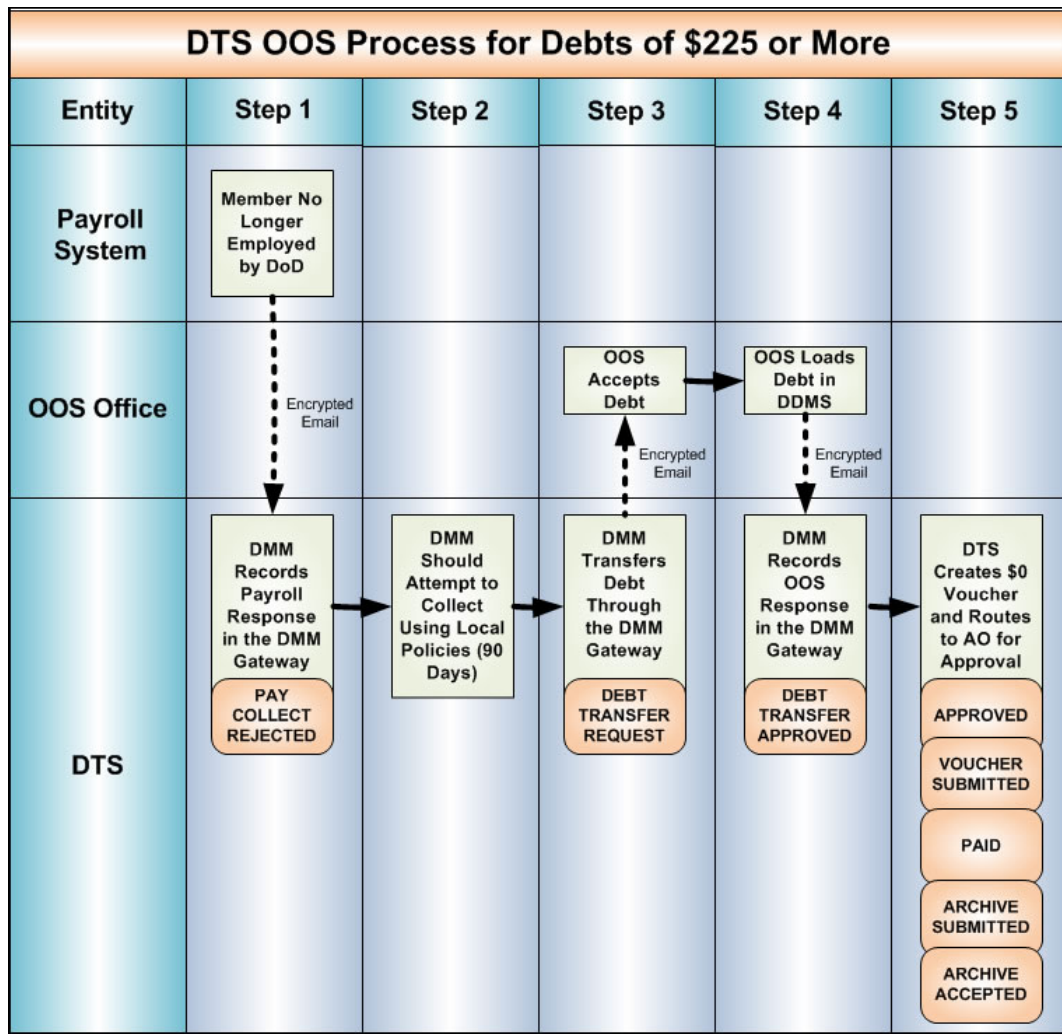 DTS OOS Process for Debts of $225 or More
Entity
Step 1
Step 2
Step 3
Step 4
Step 5
Payroll
System
Member No
Longer
Employed
by DoD
OOS Office
Encrypted
Email
OOS
Accepts
Debt
Encrypted
Email
OOS Loads
Debt in
DDMS
Encrypted
Email
DTS
DMM
Records
Payroll
Response
in the DMM
Gateway
PAY
COLLECT
REJECTED
DMM
Should
Attempt to
Collect
Using Local
Policies (90
Days)
DMM
Transfers
Debt
Through
the DMM
Gateway
DEBT
TRANSFER
REQUEST
DMM
Records
OOS
Response
in the DMM
Gateway
DEBT
TRANSFER
APPROVED
DTS
Creates $0
Voucher
and Routes
to AO for
Approval
APPROVED
VOUCHER
SUBMITTED
PAID
ARCHIVE
SUBMITTED
ARCHIVE
ACCEPTED